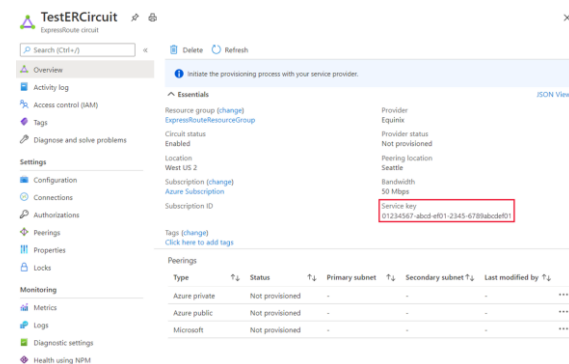 TestERCircuit
ExpressRoute circuit
Search (Ctrl+/)
Delete Refresh
Overview
Activity log
Access control (IAM)
Tags
Diagnose and solve problems
Settings
Configuration
Connections
Authorizations
Peerings
Properties
Locks
Monitoring
Metrics
Logs
Diagnostic settings
Health using NPM
Initiate the provisioning process with your service provider.
Essentials
JSON View
Resource group (change)
ExpressRouteResourceGroup
Circuit status
Enabled
Location
West US 2
Subscription (change)
Azure Subscription
Subscription ID
Provider
Equinix
Provider status
Not provisioned
Peering location
Seattle
Bandwidth
50 Mbps
Service key
01234567-abcd-ef01-2345-6789abcdef01
Tags (change)
Click here to add tags
Peerings
Type Status Primary subnet Secondary subnet Last modified by
Azure private Not provisioned - - -
Azure public Not provisioned - - -
Microsoft Not provisioned - - -